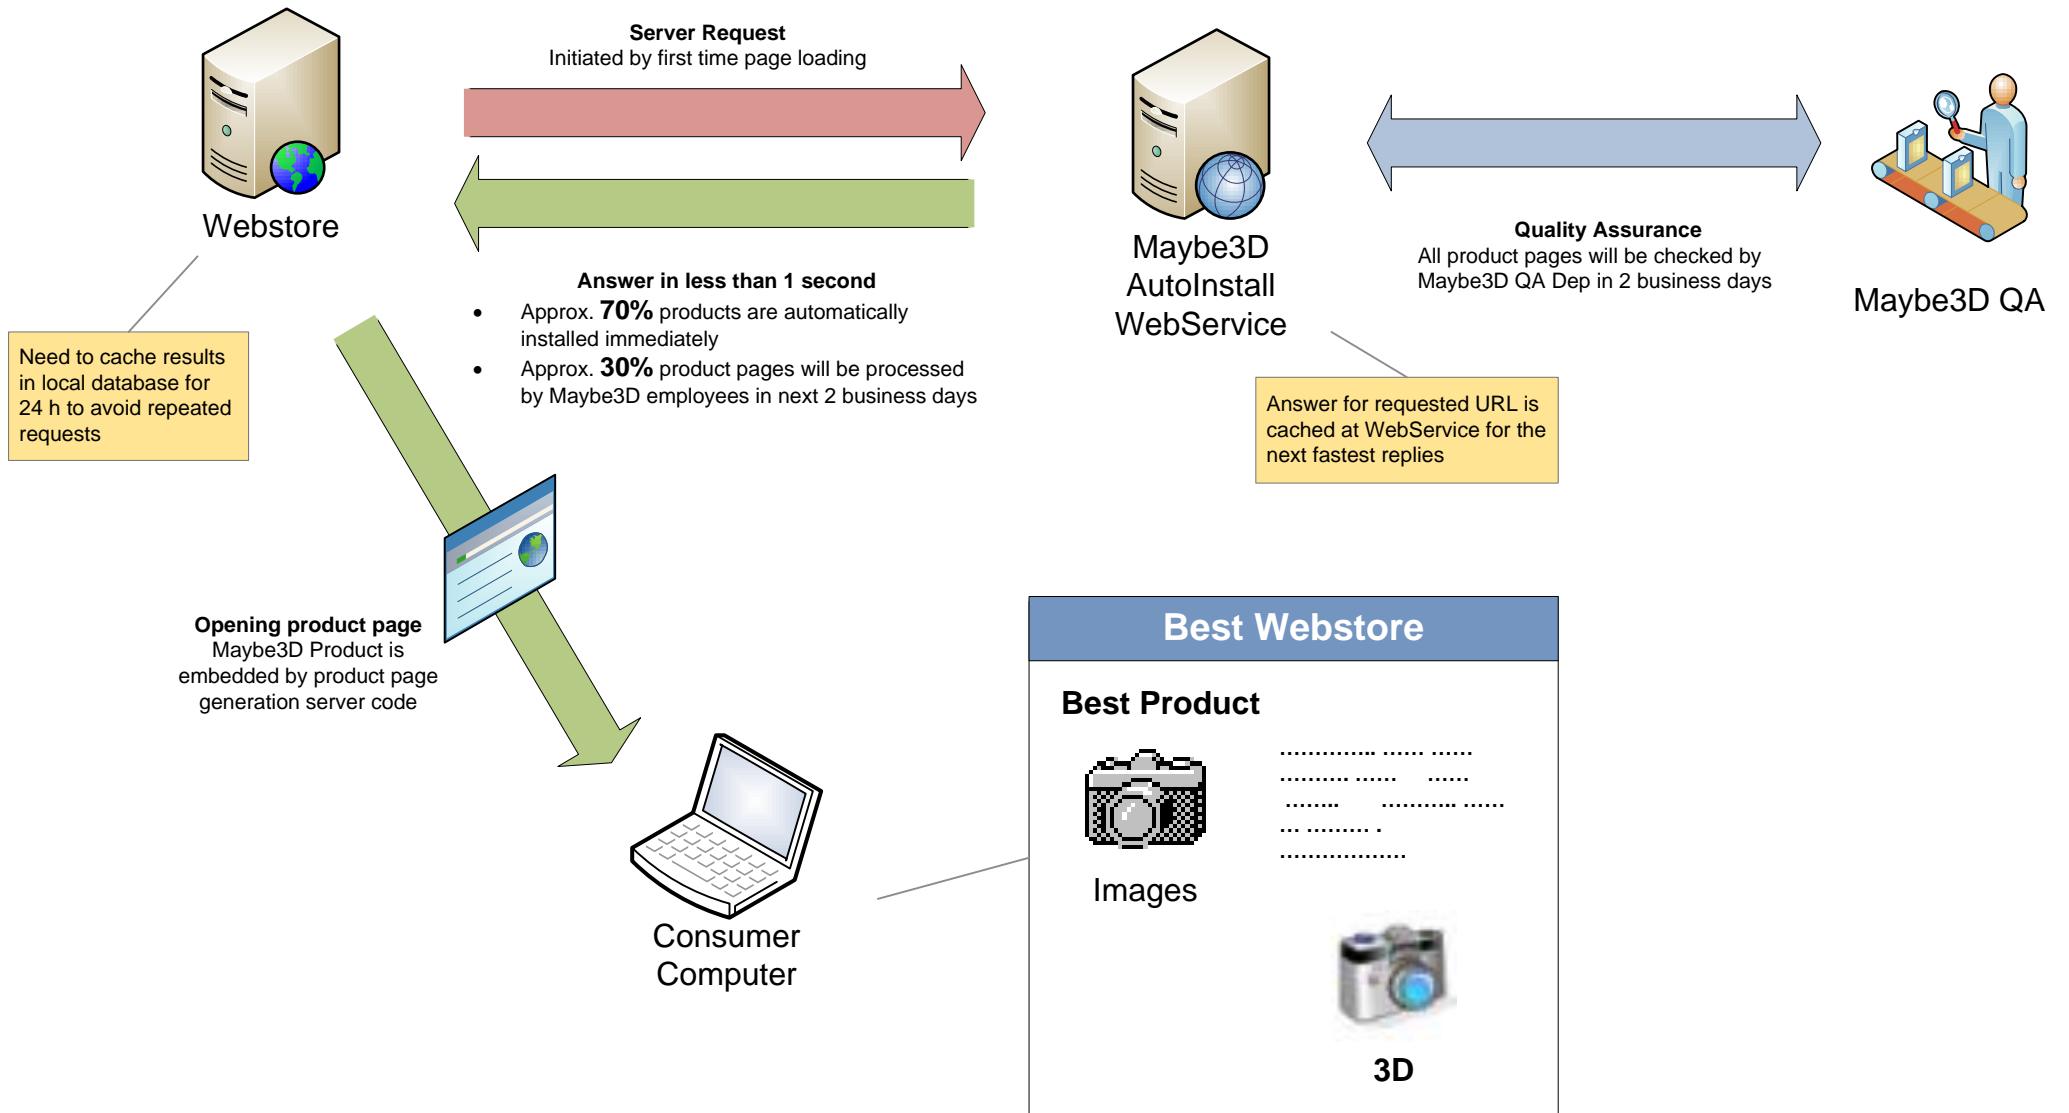 Server Request
Initiated by first time page loading
Webstore
Maybe3D
AutoInstall
WebService
Quality Assurance
All product pages will be checked by
Maybe3D QA Dep in 2 business days
Maybe3D QA
Answer in less than 1 second
• Approx. 70% products are automatically
installed immediately
• Approx. 30% product pages will be processed
by Maybe3D employees in next 2 business days
Need to cache results
in local database for
24 h to avoid repeated
requests
Answer for requested URL is
cached at WebService for the
next fastest replies
Opening product page
Maybe3D Product is
embedded by product page
generation server code
Consumer
Computer
Best Webstore
Best Product
Images
3D